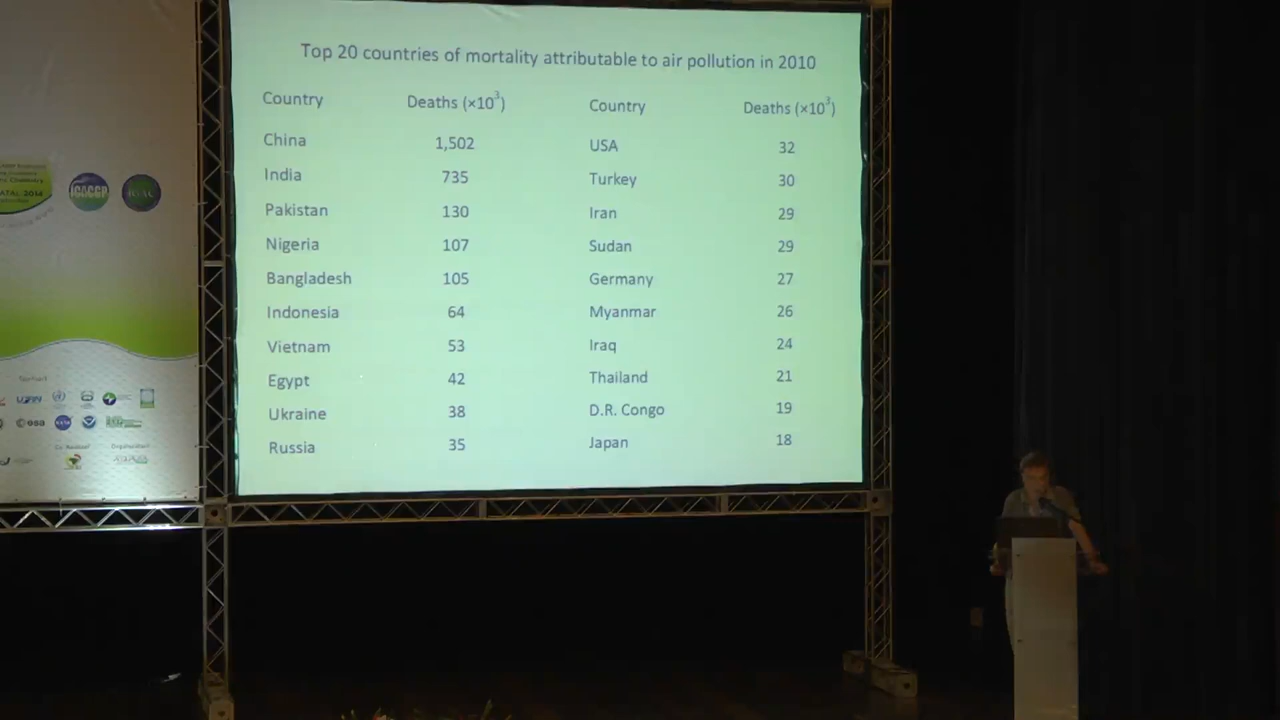 Top 20 countries of mortality attributable to air pollution in 2010
Country Deaths (×10³) Country Deaths (×10³)
China 1,502 USA 32
India 735 Turkey 30
Pakistan 130 Iran 29
Nigeria 107 Sudan 29
Bangladesh 105 Germany 27
Indonesia 64 Myanmar 26
Vietnam 53 Iraq 24
Egypt 42 Thailand 21
Ukraine 38 D.R. Congo 19
Russia 35 Japan 18
iCACGP
IGAC
esa